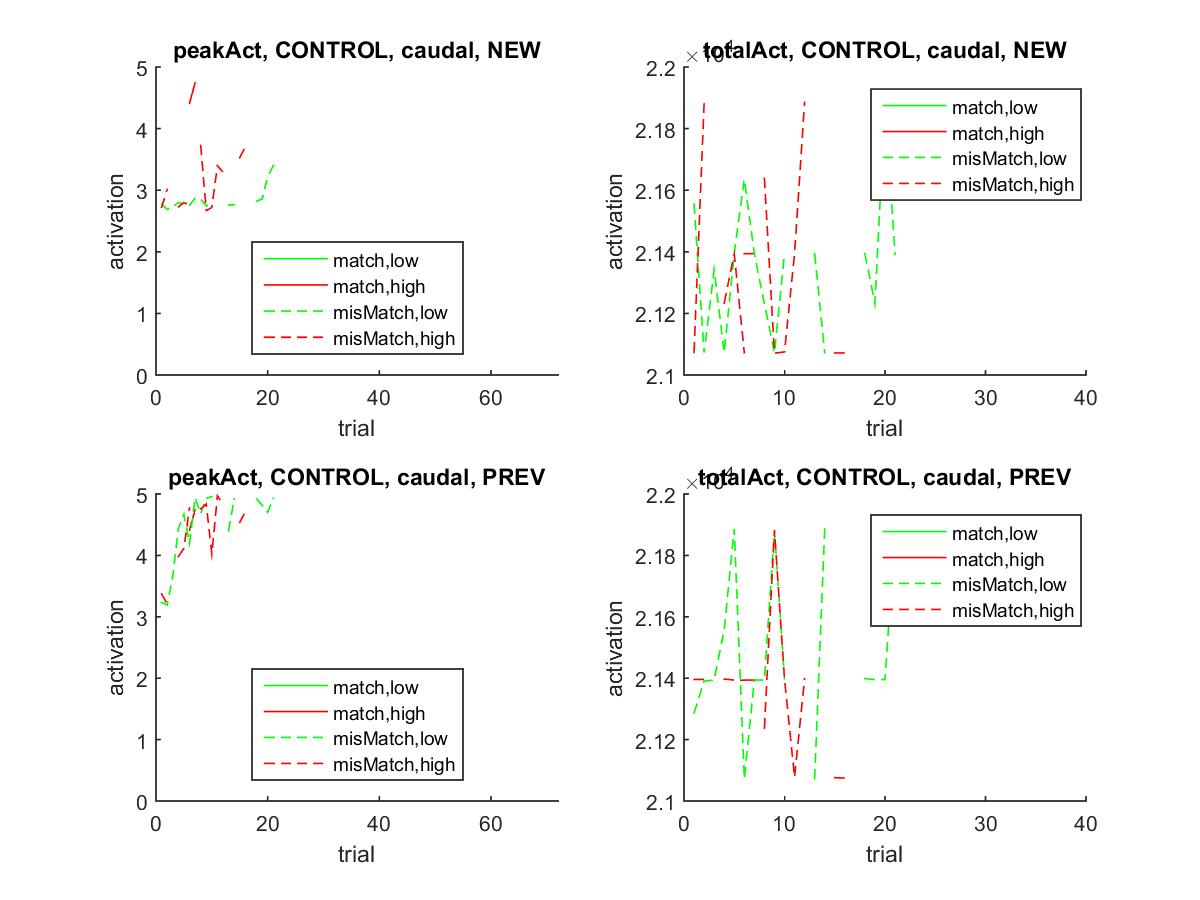 peakAct, CONTROL, caudal, NEW
5
4
3
2
1
0
activation
0 20 40 60
trial
match,low
match,high
misMatch,low
misMatch,high
totalAct, CONTROL, caudal, NEW
2.2
2.18
2.16
2.14
2.12
2.1
activation
0 10 20 30 40
trial
match,low
match,high
misMatch,low
misMatch,high
peakAct, CONTROL, caudal, PREV
5
4
3
2
1
0
activation
0 20 40 60
trial
match,low
match,high
misMatch,low
misMatch,high
totalAct, CONTROL, caudal, PREV
2.2
2.18
2.16
2.14
2.12
2.1
activation
0 10 20 30 40
trial
match,low
match,high
misMatch,low
misMatch,high